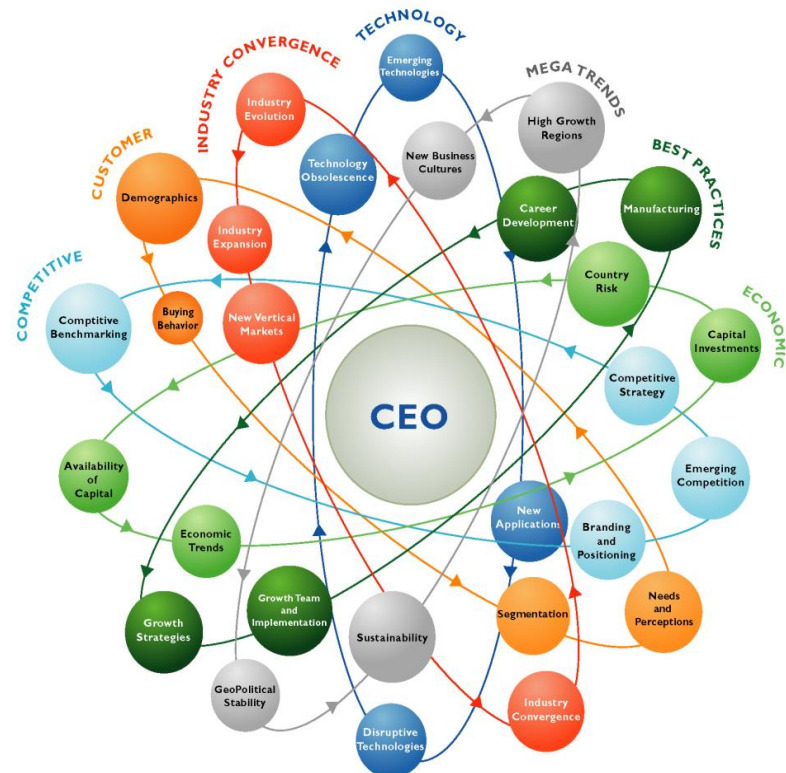 TECHNOLOGY
INDUSTRY CONVERGENCE
MEGA TRENDS
CUSTOMER
BEST PRACTICES
COMPETITIVE
ECONOMIC
Emerging
Technologies
Industry
Evolution
High Growth
Regions
New Business
Cultures
Technology
Obsolescence
Demographics
Career
Development
Manufacturing
Industry
Expansion
Country
Risk
Comptitive
Benchmarking
Buying
Behavior
New Vertical
Markets
Capital
Investments
Competitive
Strategy
CEO
Availability
of
Capital
Emerging
Competition
New
Applications
Economic
Trends
Branding
and
Positioning
Growth Team
and
Implementation
Segmentation
Needs
and
Perceptions
Growth
Strategies
Sustainability
GeoPolitical
Stability
Industry
Convergence
Disruptive
Technologies